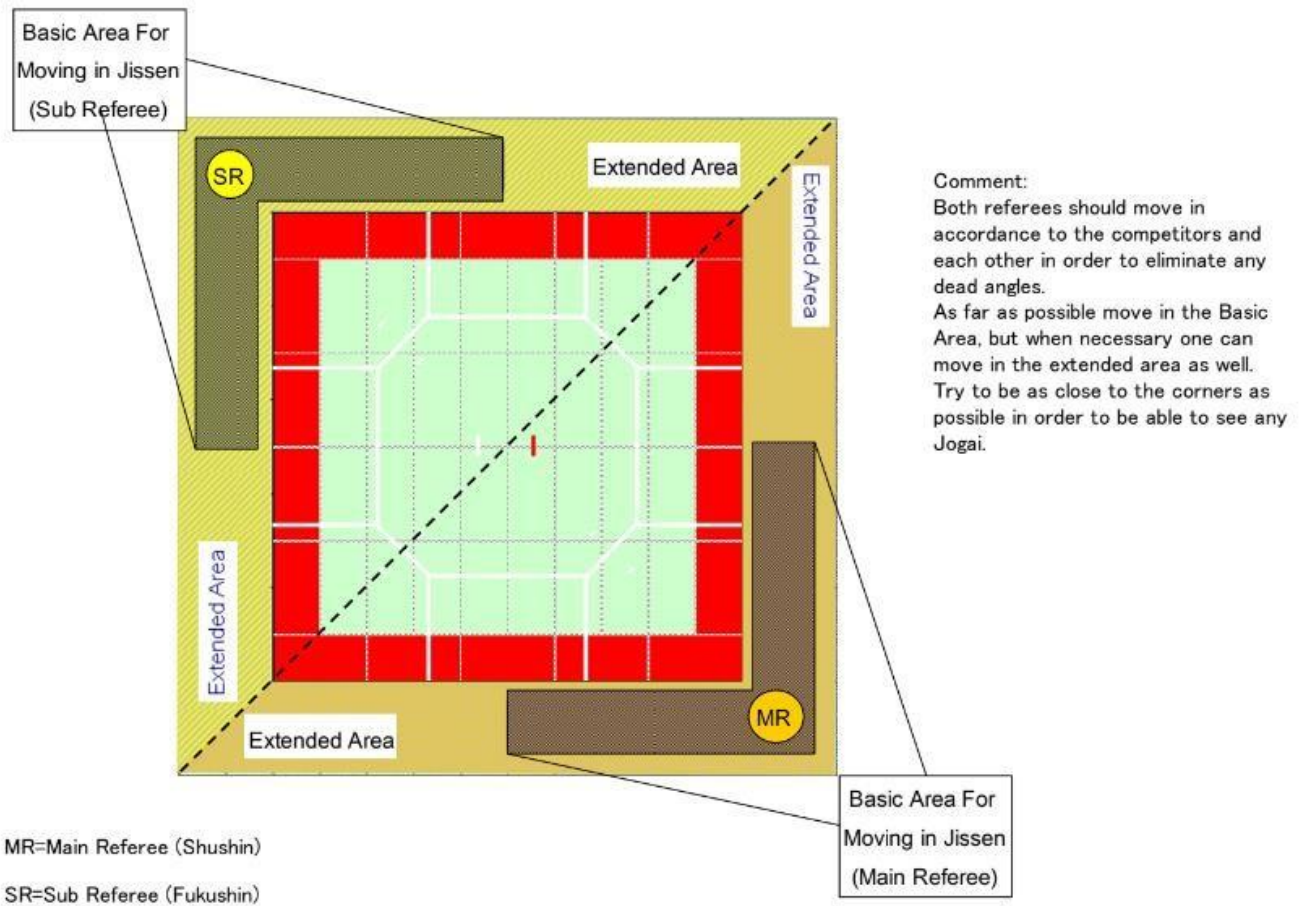 Basic Area For
Moving in Jissen
(Sub Referee)
SR
Extended Area
Extended Area
Comment:
Both referees should move in
accordance to the competitors and
each other in order to eliminate any
dead angles.
As far as possible move in the Basic
Area, but when necessary one can
move in the extended area as well.
Try to be as close to the corners as
possible in order to be able to see any
Jogai.
Extended Area
Extended Area
MR
Basic Area For
Moving in Jissen
(Main Referee)
MR=Main Referee (Shushin)
SR=Sub Referee (Fukushin)